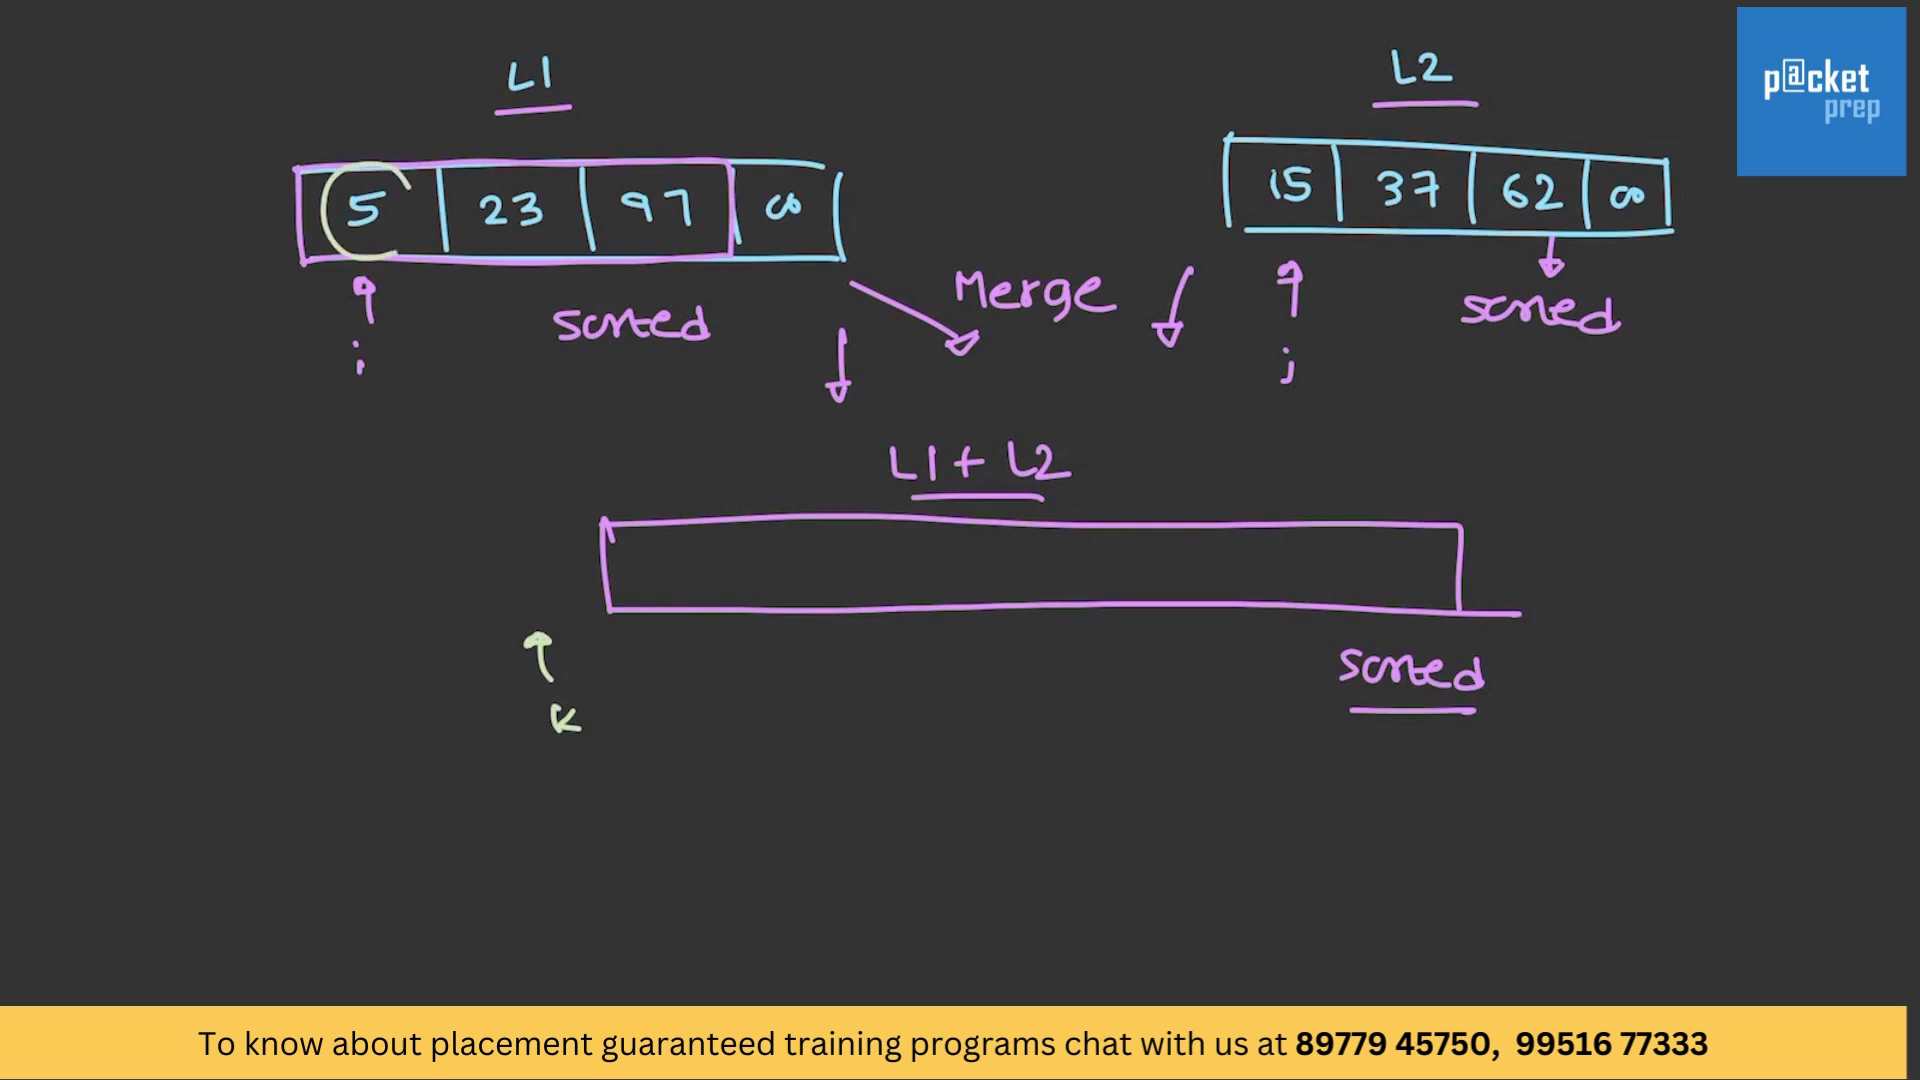 L1
L2
p@cket
prep
5 23 97 ∞
15 37 62 ∞
Merge
sorted
sorted
i
j
L1 + L2
sorted
K
To know about placement guaranteed training programs chat with us at 89779 45750, 99516 77333